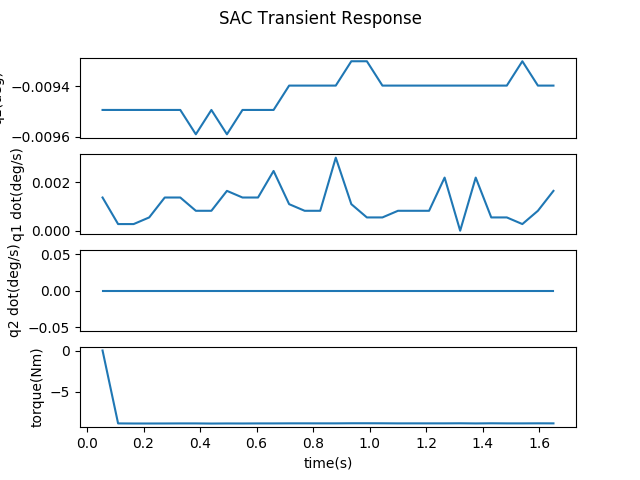 SAC Transient Response
−0.0094
−0.0096
q1 dot(deg/s)
0.002
0.000
q2 dot(deg/s)
0.05
0.00
−0.05
torque(Nm)
0
−5
0.0 0.2 0.4 0.6 0.8 1.0 1.2 1.4 1.6
time(s)